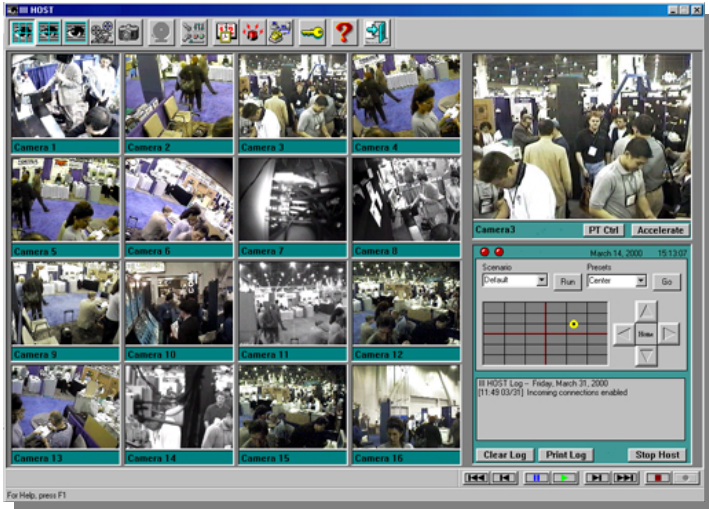 III HOST
Camera 1
Camera 2
Camera 3
Camera 4
Camera 5
Camera 6
Camera 7
Camera 8
Camera 9
Camera 10
Camera 11
Camera 12
Camera 13
Camera 14
Camera 15
Camera 16
Camera3
PT Ctrl
Accelerate
March 14, 2000 15:13:07
Scenario
Presets
Default
Run
Center
Go
Home
III HOST Log -- Friday, March 31, 2000
[11:49 03/31] Incoming connections enabled
Clear Log
Print Log
Stop Host
For Help, press F1